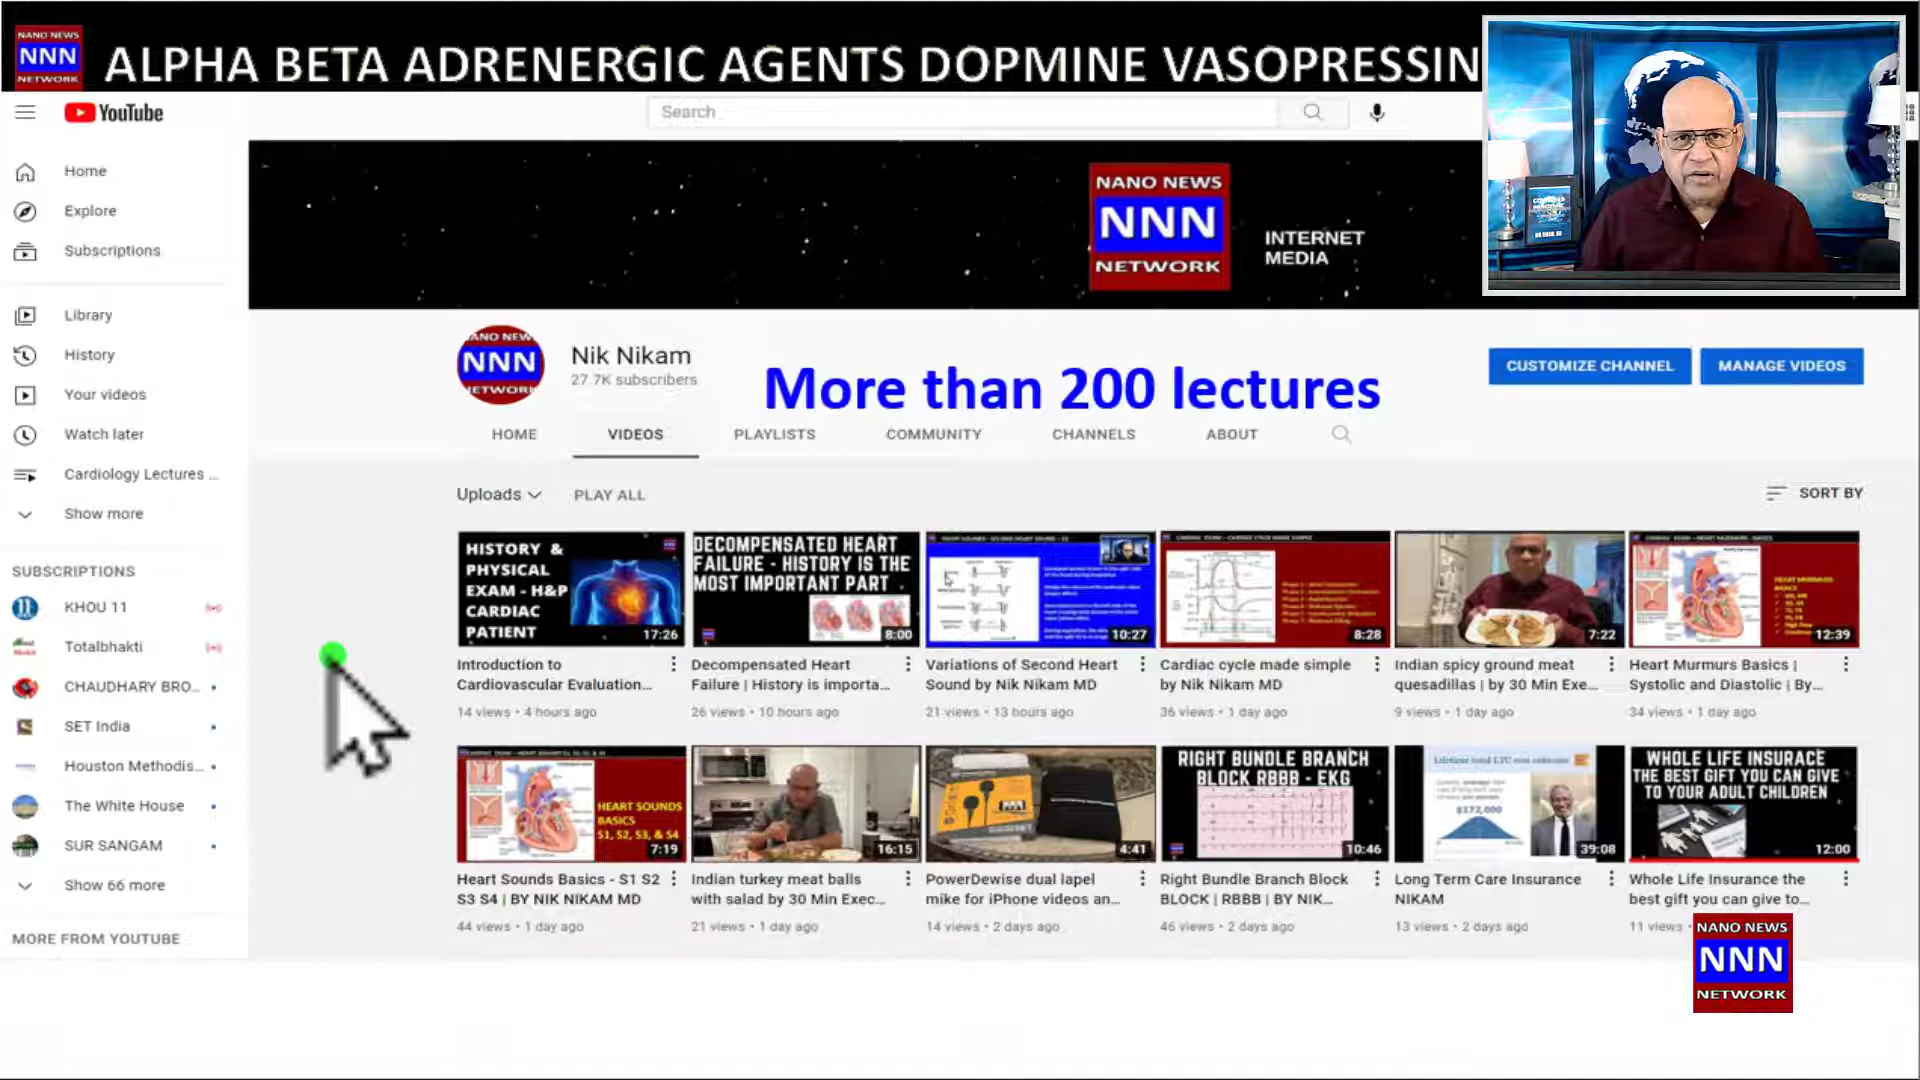 NANO NEWS
NNN
NETWORK
ALPHA BETA ADRENERGIC AGENTS DOPMINE VASOPRESSIN
YouTube
Search
Home
Explore
Subscriptions
Library
History
Your videos
Watch later
Cardiology Lectures ...
Show more
SUBSCRIPTIONS
KHOU 11
Totalbhakti
CHAUDHARY BRO...
SET India
Houston Methodis...
The White House
SUR SANGAM
Show 66 more
MORE FROM YOUTUBE
NANO NEWS
NNN
NETWORK
INTERNET
MEDIA
NANO NEWS
NNN
NETWORK
Nik Nikam
27.7K subscribers
More than 200 lectures
CUSTOMIZE CHANNEL
MANAGE VIDEOS
HOME
VIDEOS
PLAYLISTS
COMMUNITY
CHANNELS
ABOUT
Uploads
PLAY ALL
SORT BY
HISTORY &
PHYSICAL
EXAM - H&P
CARDIAC
PATIENT
17:26
Introduction to
Cardiovascular Evaluation...
14 views • 4 hours ago
DECOMPENSATED HEART
FAILURE - HISTORY IS THE
MOST IMPORTANT PART
8:00
Decompensated Heart
Failure | History is importa...
26 views • 10 hours ago
10:27
Variations of Second Heart
Sound by Nik Nikam MD
21 views • 13 hours ago
8:28
Cardiac cycle made simple
by Nik Nikam MD
36 views • 1 day ago
7:22
Indian spicy ground meat
quesadillas | by 30 Min Exe...
9 views • 1 day ago
HEART MURMURS
BASICS
12:39
Heart Murmurs Basics |
Systolic and Diastolic | By...
34 views • 1 day ago
HEART SOUNDS
BASICS
S1, S2, S3, & S4
7:19
Heart Sounds Basics - S1 S2
S3 S4 | BY NIK NIKAM MD
44 views • 1 day ago
16:15
Indian turkey meat balls
with salad by 30 Min Exec...
21 views • 1 day ago
4:41
PowerDewise dual lapel
mike for iPhone videos an...
14 views • 2 days ago
RIGHT BUNDLE BRANCH
BLOCK RBBB - EKG
10:46
Right Bundle Branch Block
BLOCK | RBBB | BY NIK...
46 views • 2 days ago
$172,000
39:08
Long Term Care Insurance
NIKAM
13 views • 2 days ago
WHOLE LIFE INSURACE
THE BEST GIFT YOU CAN GIVE
TO YOUR ADULT CHILDREN
12:00
Whole Life Insurance the
best gift you can give to...
11 views •
NANO NEWS
NNN
NETWORK